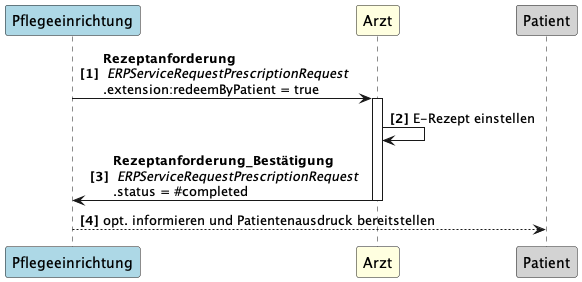 Pflegeeinrichtung
Arzt
Patient
Rezeptanforderung
[1] ERPServiceRequestPrescriptionRequest
.extension:redeemByPatient = true
[2] E-Rezept einstellen
Rezeptanforderung_Bestätigung
[3] ERPServiceRequestPrescriptionRequest
.status = #completed
[4] opt. informieren und Patientenausdruck bereitstellen
Pflegeeinrichtung
Arzt
Patient